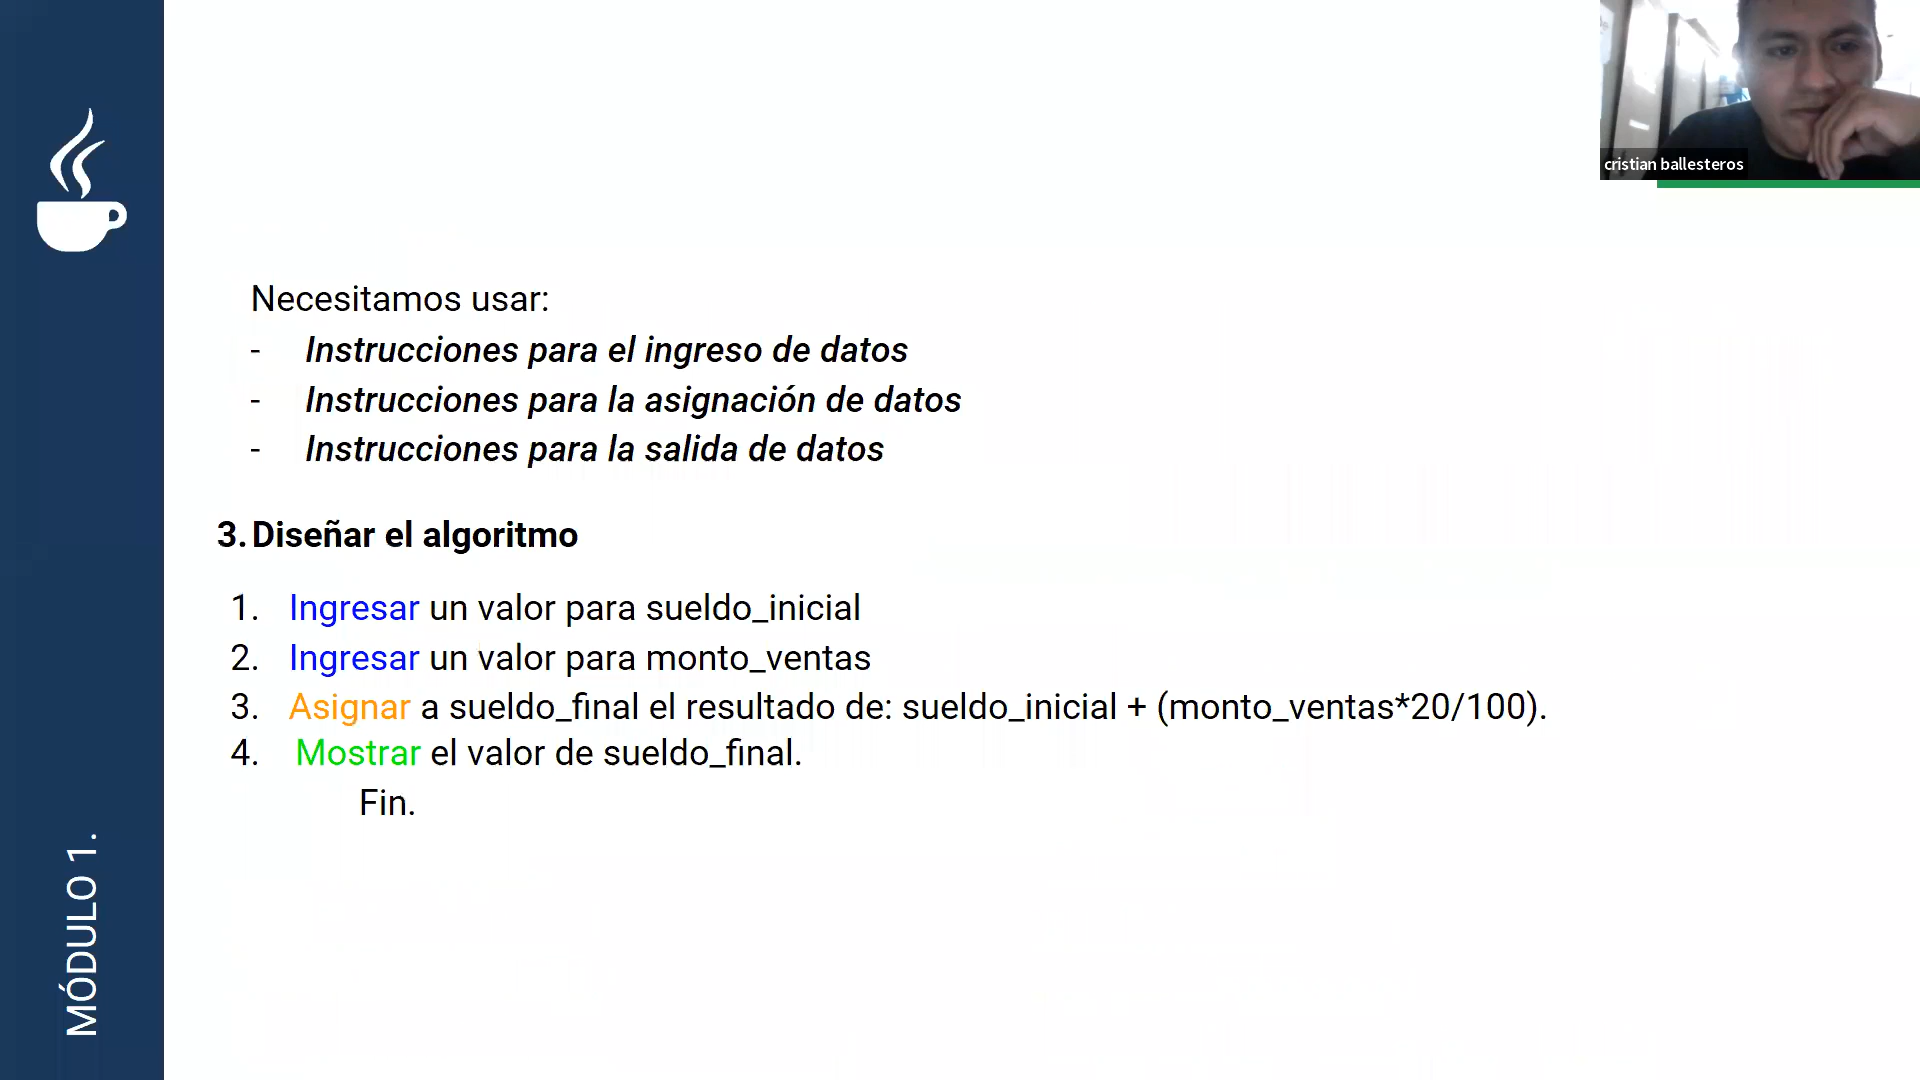 cristian ballesteros
Necesitamos usar:
- Instrucciones para el ingreso de datos
- Instrucciones para la asignación de datos
- Instrucciones para la salida de datos
3. Diseñar el algoritmo
1. Ingresar un valor para sueldo_inicial
2. Ingresar un valor para monto_ventas
3. Asignar a sueldo_final el resultado de: sueldo_inicial + (monto_ventas*20/100).
4. Mostrar el valor de sueldo_final.
Fin.
MÓDULO 1.